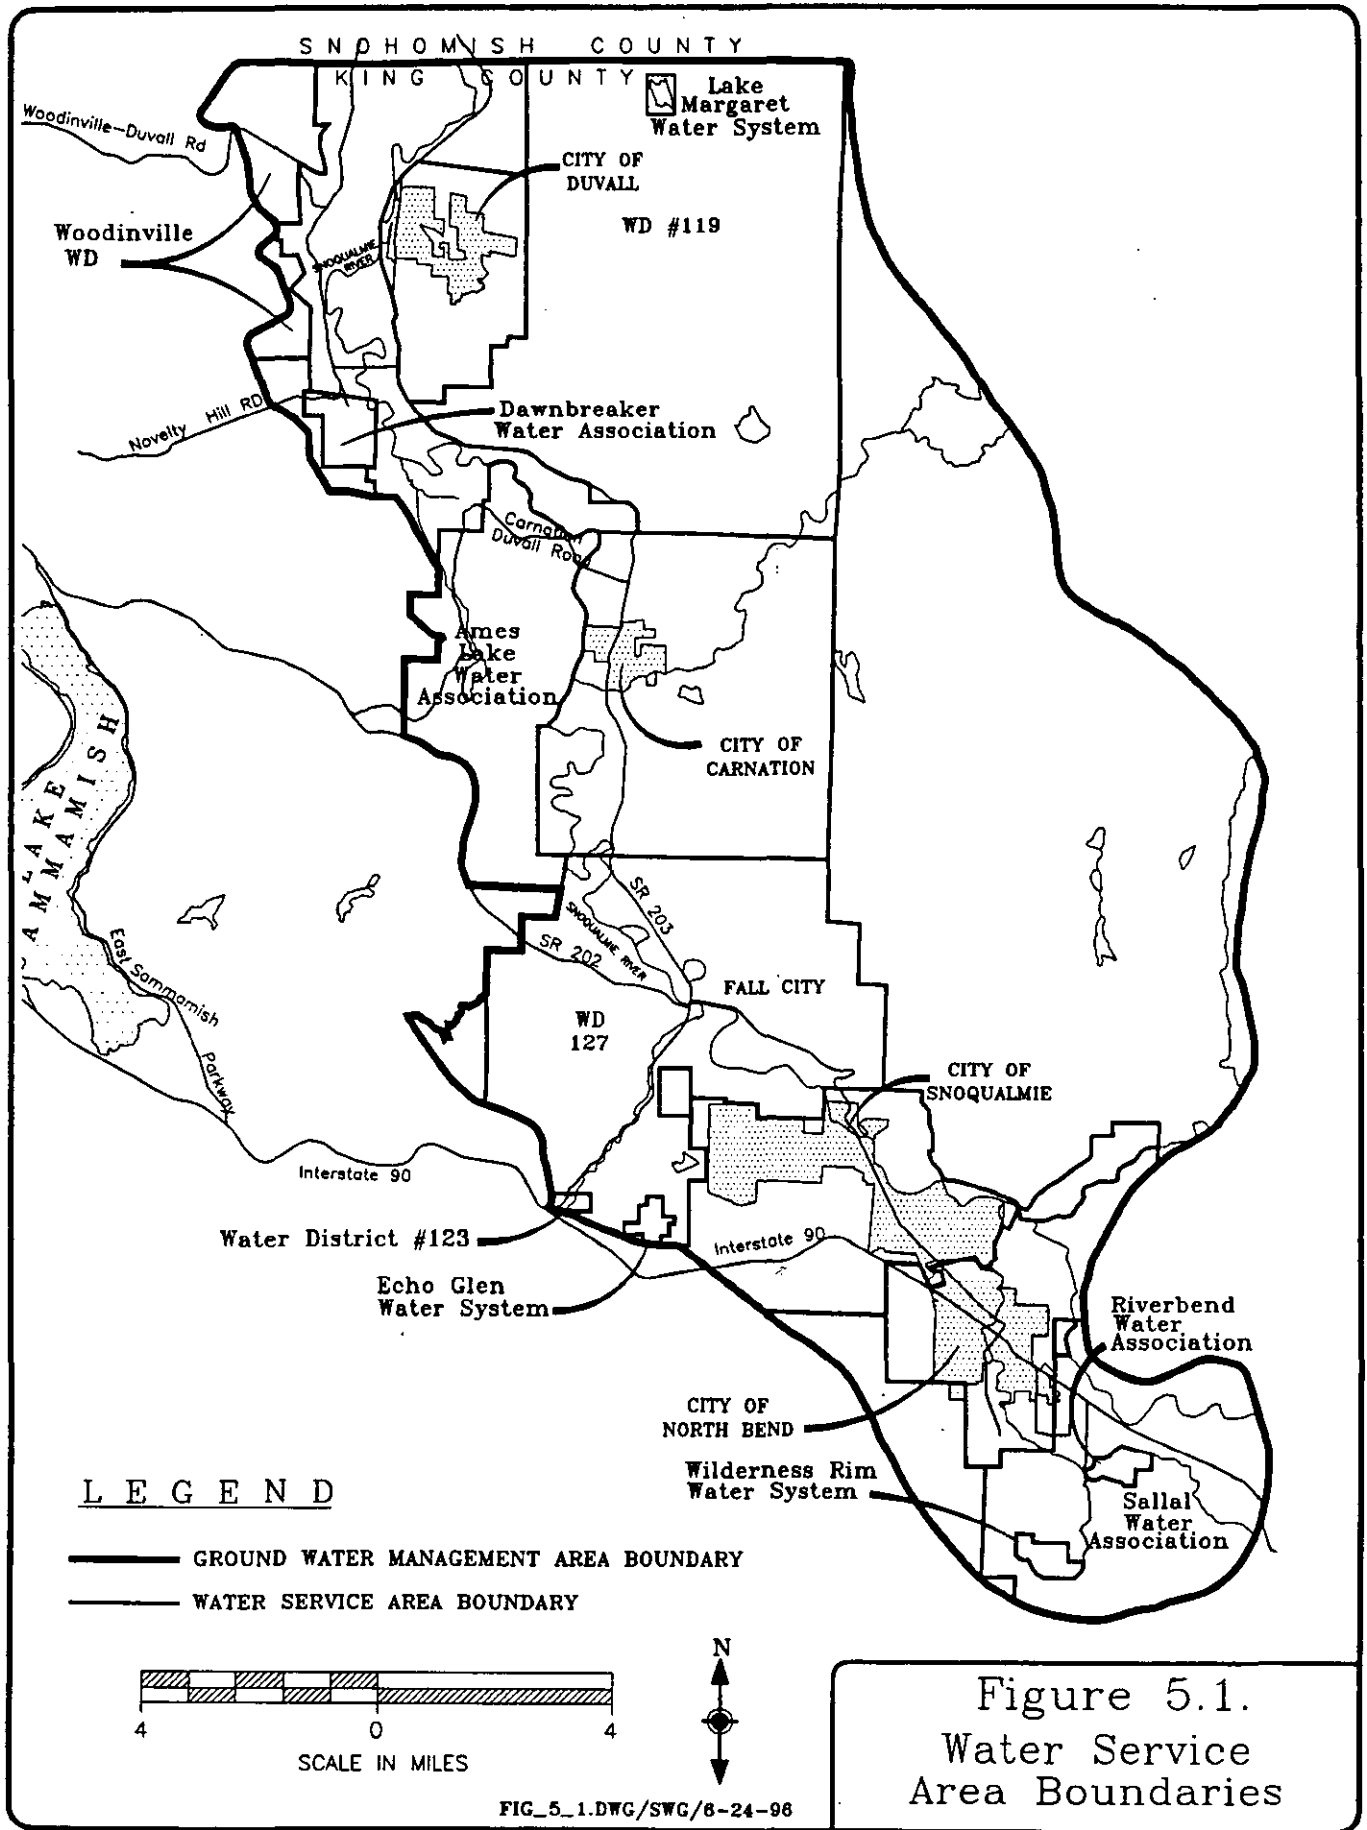 SNOHOMISH COUNTY
KING COUNTY
Lake
Margaret
Water System
Woodinville-Duvall Rd
CITY OF
DUVALL
WD #119
Woodinville
WD
SNOQUALMIE
RIVER
Novelty Hill RD
Dawnbreaker
Water Association
Carnation
Duvall Road
Ames
Lake
Water
Association
CITY OF
CARNATION
LAKE
SAMMAMISH
SR 203
SNOQUALMIE RIVER
SR 202
East Sammamish
Parkway
FALL CITY
WD
127
CITY OF
SNOQUALMIE
Interstate 90
Water District #123
Interstate 90
Echo Glen
Water System
Riverbend
Water
Association
CITY OF
NORTH BEND
Wilderness Rim
Water System
Sallal
Water
Association
LEGEND
GROUND WATER MANAGEMENT AREA BOUNDARY
WATER SERVICE AREA BOUNDARY
N
4 0 4
SCALE IN MILES
FIG_5_1.DWG/SWG/6-24-96
Figure 5.1.
Water Service
Area Boundaries